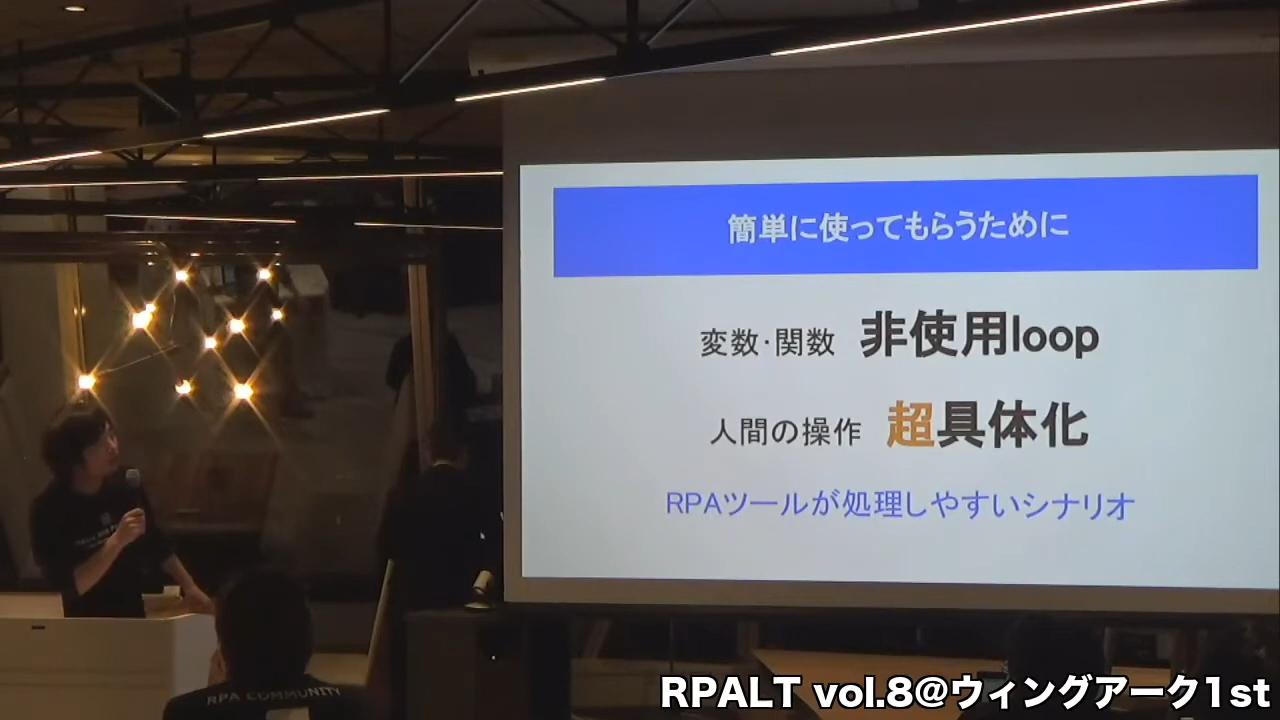 簡単に使ってもらうために
変数・関数 非使用loop
人間の操作 超具体化
RPAツールが処理しやすいシナリオ
RPA COMMUNITY
RPALT vol.8@ウィングアーク1st